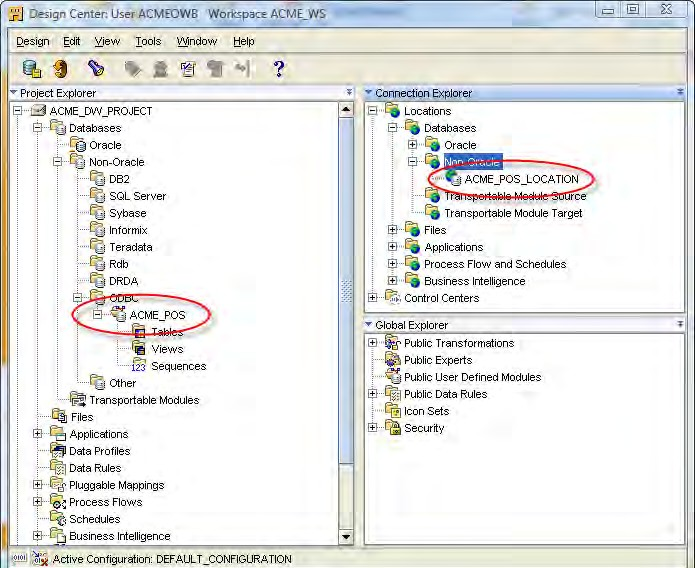 Design Center: User ACMEOWB Workspace ACME_WS
Design Edit View Tools Window Help
Project Explorer
ACME_DW_PROJECT
Databases
Oracle
Non-Oracle
DB2
SQL Server
Sybase
Informix
Teradata
Rdb
DRDA
ODBC
ACME_POS
Tables
Views
123 Sequences
Other
Transportable Modules
Files
Applications
Data Profiles
Data Rules
Pluggable Mappings
Process Flows
Schedules
Business Intelligence
Connection Explorer
Locations
Databases
Oracle
Non-Oracle
ACME_POS_LOCATION
Transportable Module Source
Transportable Module Target
Files
Applications
Process Flow and Schedules
Business Intelligence
Control Centers
Global Explorer
Public Transformations
Public Experts
Public User Defined Modules
Public Data Rules
Icon Sets
Security
Active Configuration: DEFAULT_CONFIGURATION